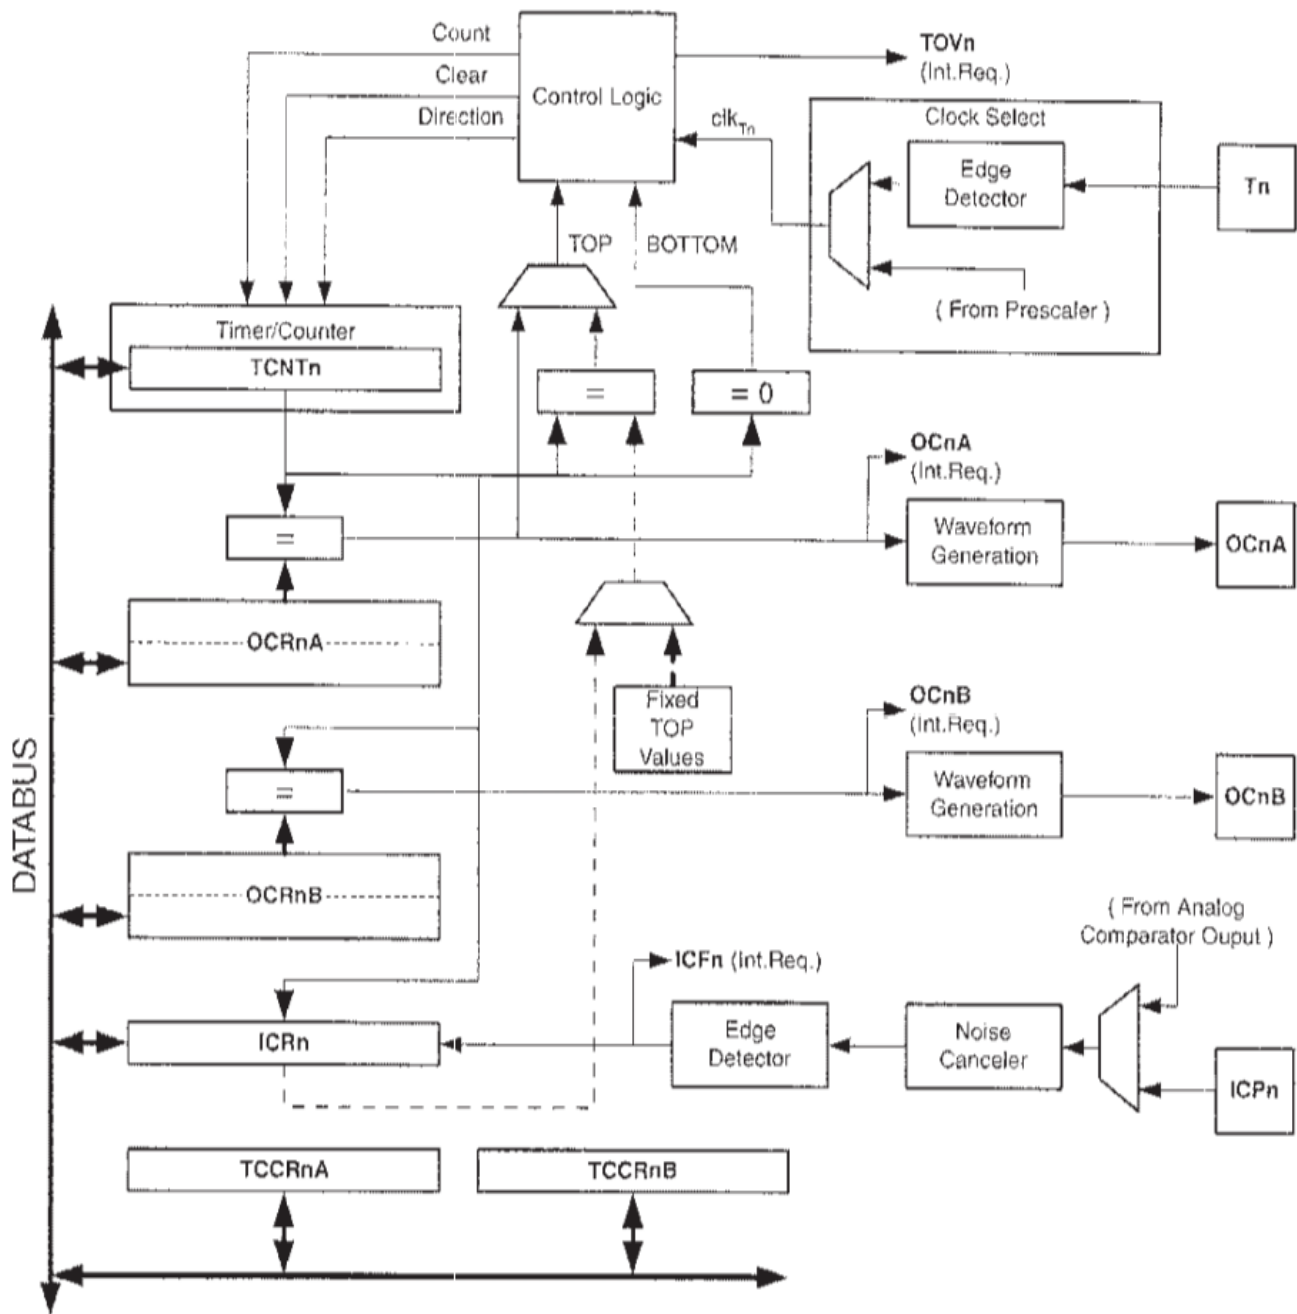 Count
Clear
Direction
Control Logic
TOVn
(Int.Req.)
clkTn
Clock Select
Edge
Detector
Tn
( From Prescaler )
TOP
BOTTOM
Timer/Counter
TCNTn
=
= 0
OCnA
(Int.Req.)
=
Waveform
Generation
OCnA
OCRnA
Fixed
TOP
Values
OCnB
(Int.Req.)
DATABUS
=
Waveform
Generation
OCnB
OCRnB
( From Analog
Comparator Ouput )
ICFn (Int.Req.)
ICRn
Edge
Detector
Noise
Canceler
ICPn
TCCRnA
TCCRnB